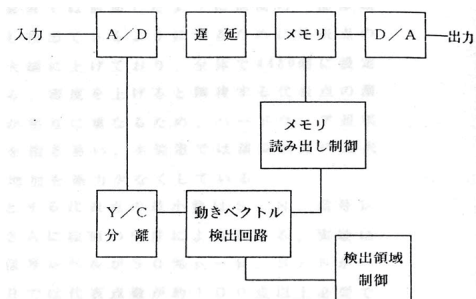 入力
A/D
遅延
メモリ
D/A
出力
メモリ
読み出し制御
Y/C
分離
動きベクトル
検出回路
検出領域
制御